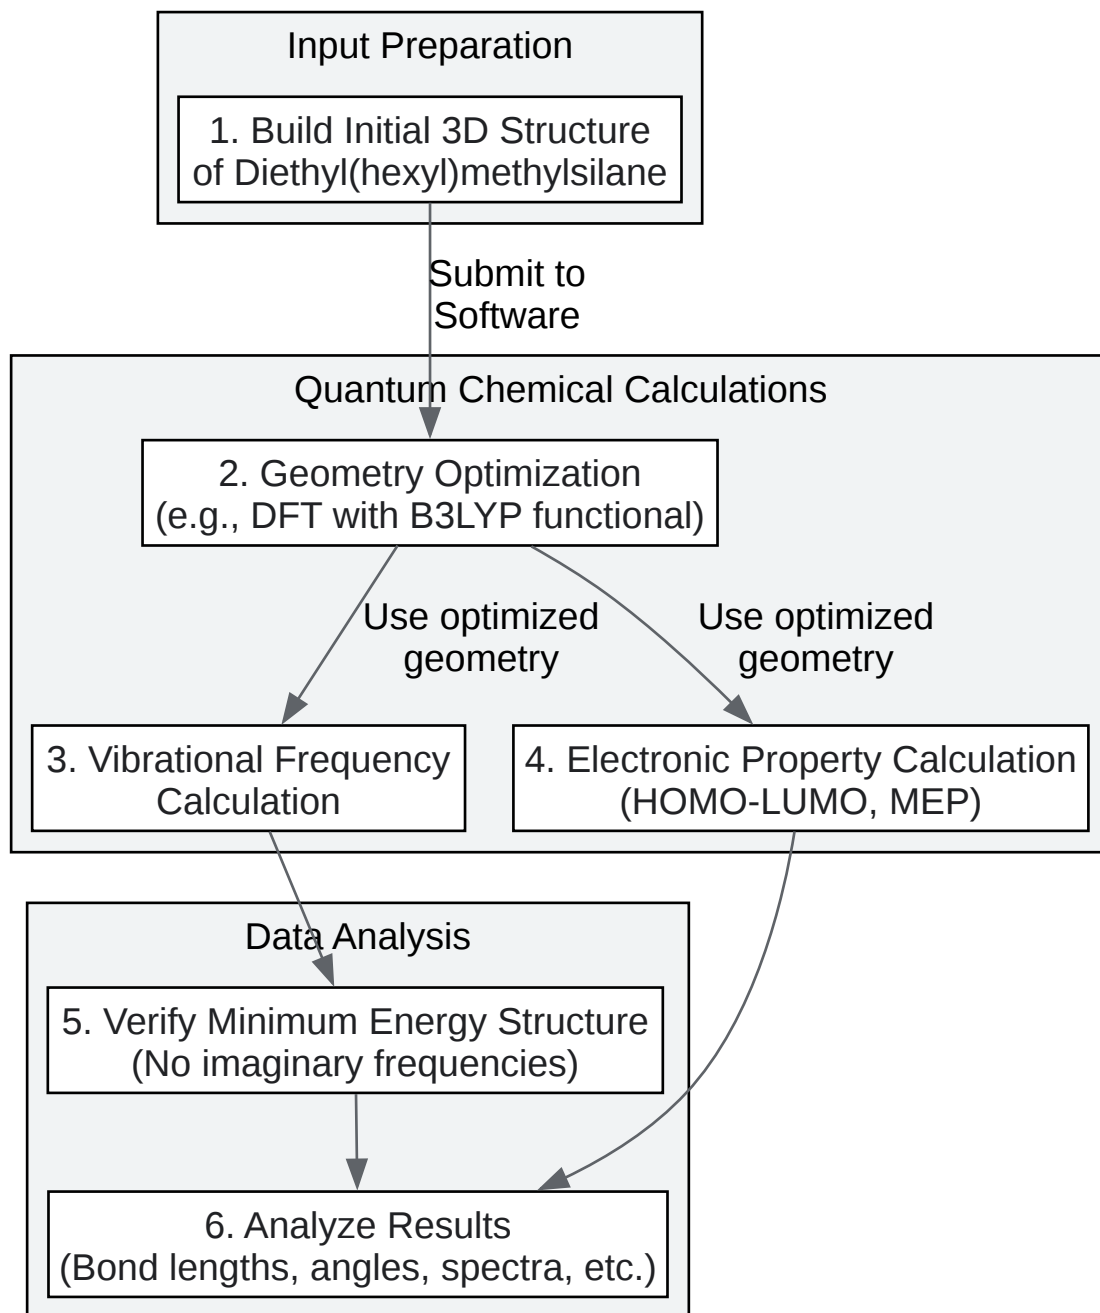 Input Preparation
1. Build Initial 3D Structure
of Diethyl(hexyl)methylsilane
Submit to
Software
Quantum Chemical Calculations
2. Geometry Optimization
(e.g., DFT with B3LYP functional)
Use optimized
geometry
Use optimized
geometry
3. Vibrational Frequency
Calculation
4. Electronic Property Calculation
(HOMO-LUMO, MEP)
Data Analysis
5. Verify Minimum Energy Structure
(No imaginary frequencies)
6. Analyze Results
(Bond lengths, angles, spectra, etc.)